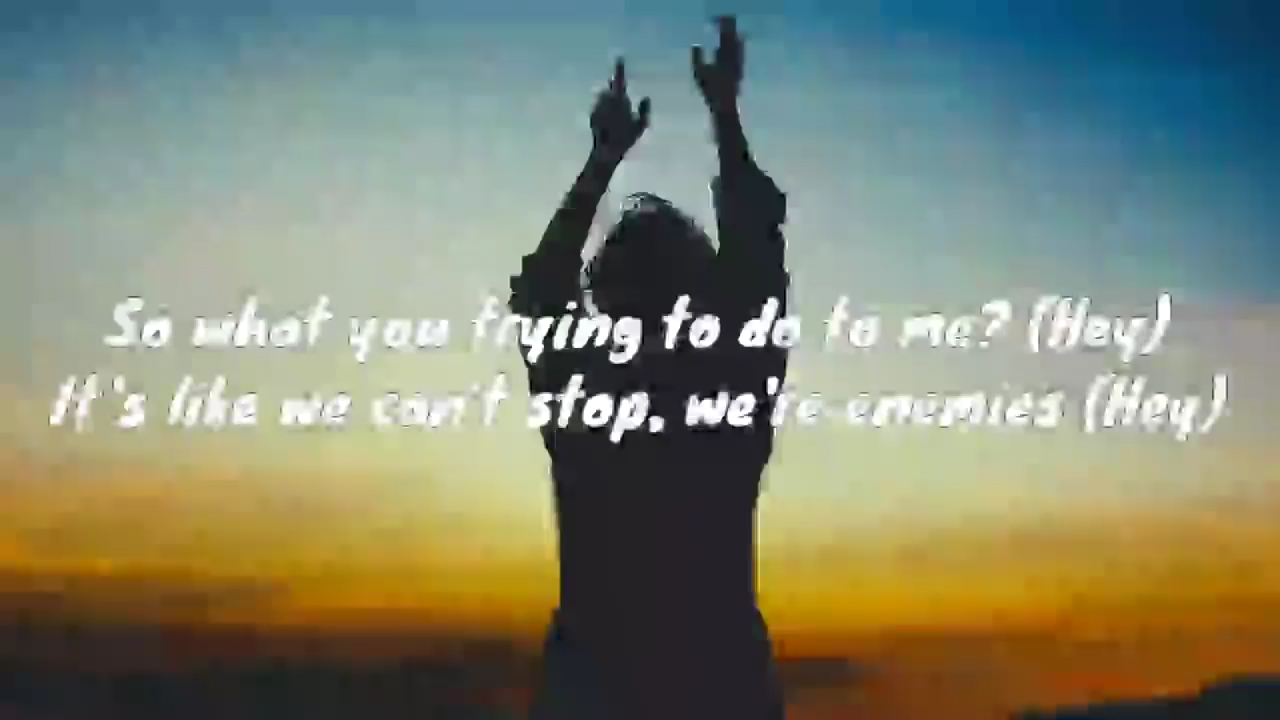 So what you trying to do to me? (Hey)
It's like we can't stop, we're enemies (Hey)